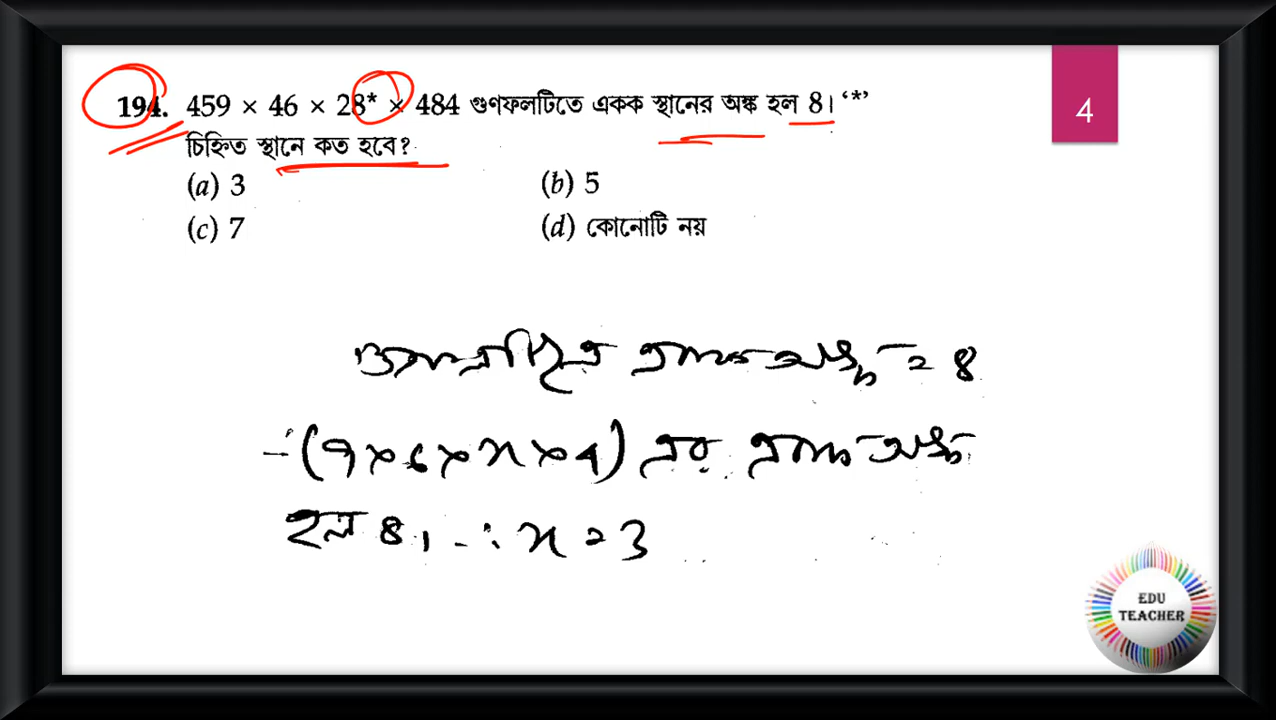 4
194. 459 × 46 × 28* × 484 গুণফলটিতে একক স্থানের অঙ্ক হল 8। ‘*’
চিহ্নিত স্থানে কত হবে?
(a) 3 (b) 5
(c) 7 (d) কোনোটি নয়
একক অঙ্ক = 8
∴ (9 × 6 × x × 4) এর একক অঙ্ক
হল 8। ∴ x = 3
EDU
TEACHER